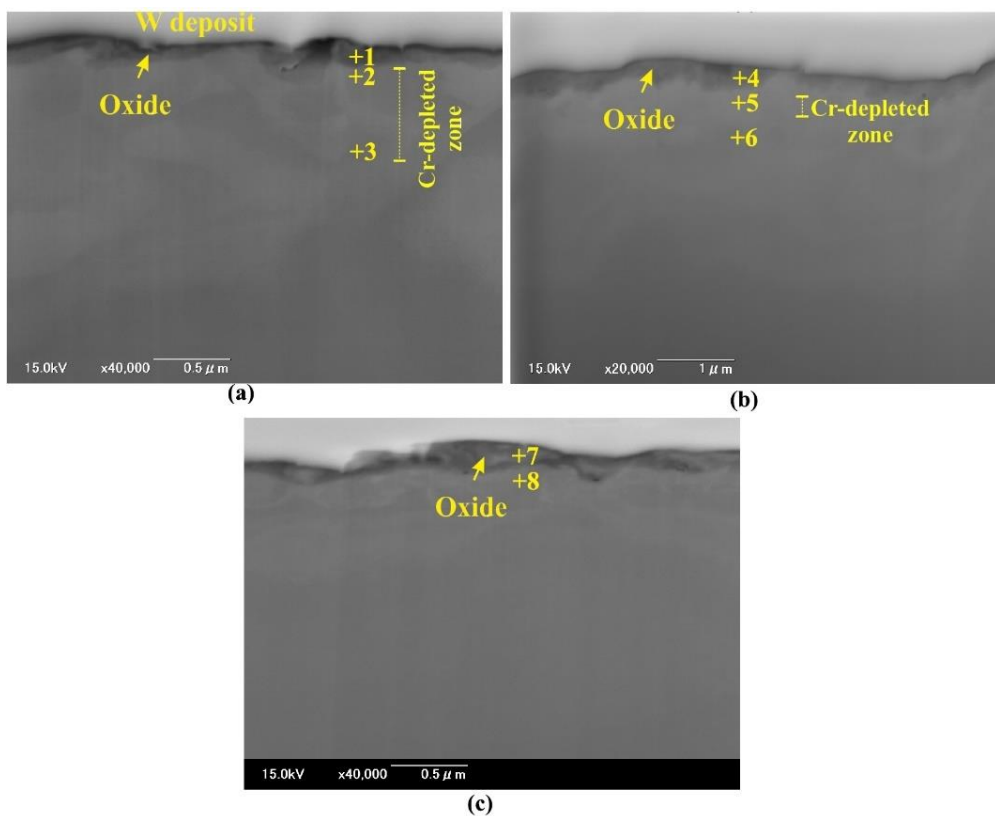 W deposit
+1
+2
Oxide
+3
Cr-depleted
zone
15.0kV x40,000 0.5 μm
(a)
+4
+5
Cr-depleted
zone
Oxide
+6
15.0kV x20,000 1 μm
(b)
+7
+8
Oxide
15.0kV x40,000 0.5 μm
(c)